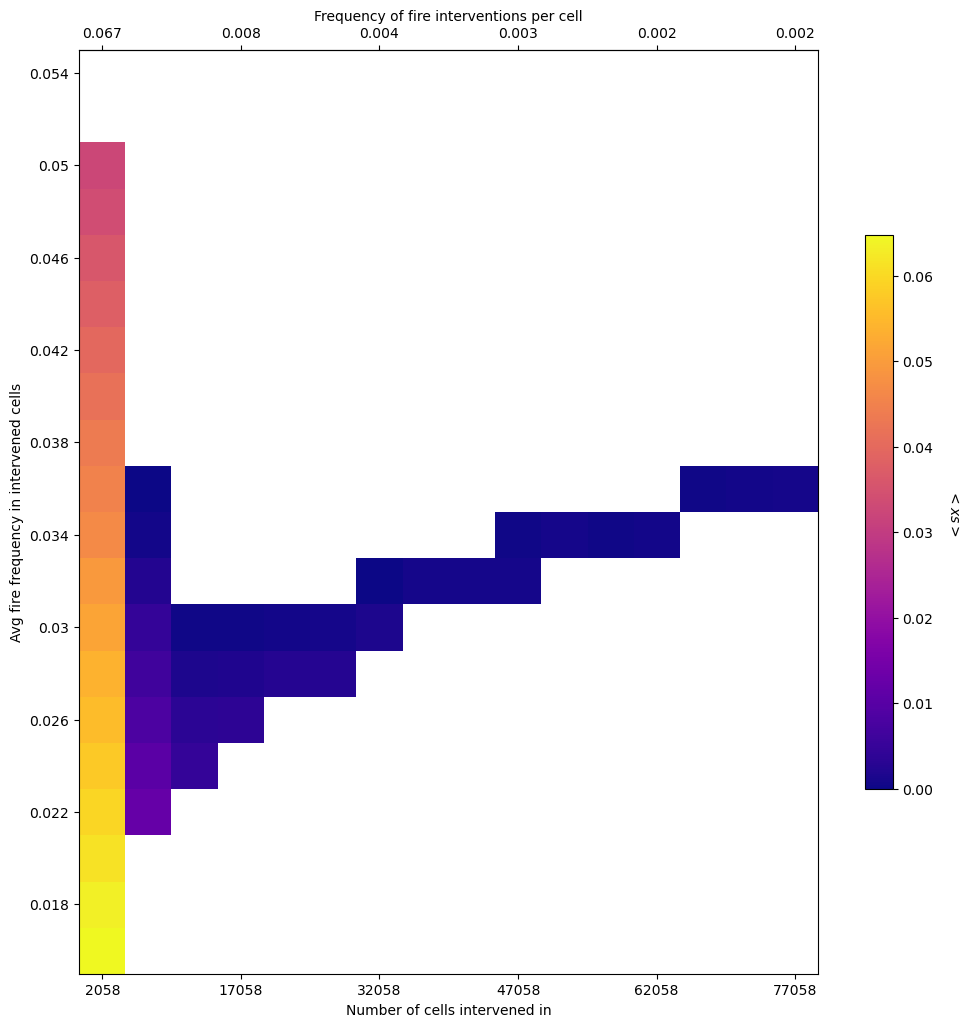 Frequency of fire interventions per cell
0.067 0.008 0.004 0.003 0.002 0.002
0.054
0.05
0.046
0.042
0.038
0.034
0.03
0.026
0.022
0.018
Avg fire frequency in intervened cells
2058 17058 32058 47058 62058 77058
Number of cells intervened in
0.06
0.05
0.04
0.03
0.02
0.01
0.00
< xs >